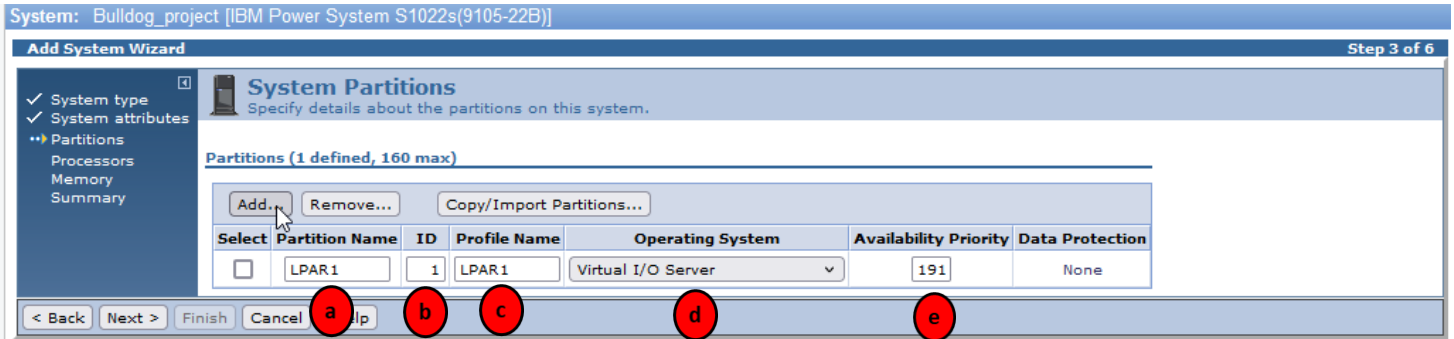 System: Bulldog_project [IBM Power System S1022s(9105-22B)]
Add System Wizard Step 3 of 6
System type
System attributes
Partitions
Processors
Memory
Summary
System Partitions
Specify details about the partitions on this system.
Partitions (1 defined, 160 max)
Add... Remove... Copy/Import Partitions...
Select Partition Name ID Profile Name Operating System Availability Priority Data Protection
LPAR1 1 LPAR1 Virtual I/O Server 191 None
< Back Next > Finish Cancel lp
a b c d e